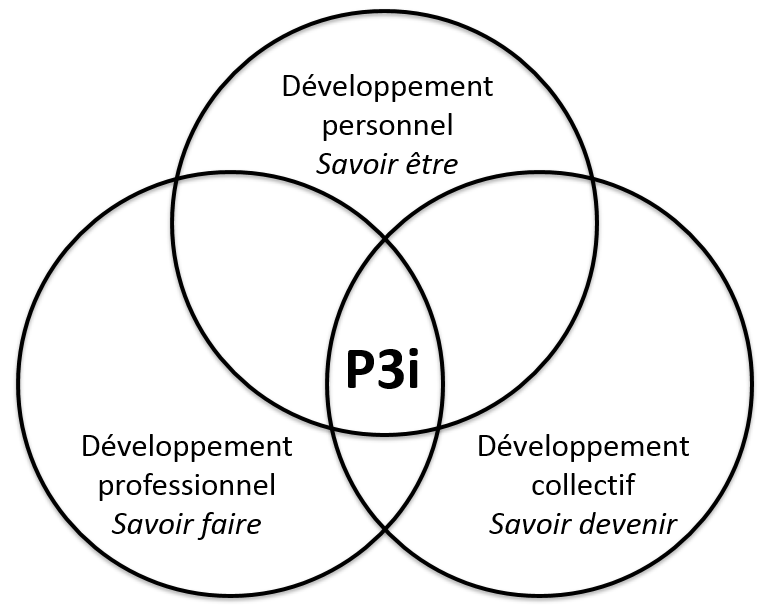 Développement
personnel
Savoir être
P3i
Développement
professionnel
Savoir faire
Développement
collectif
Savoir devenir